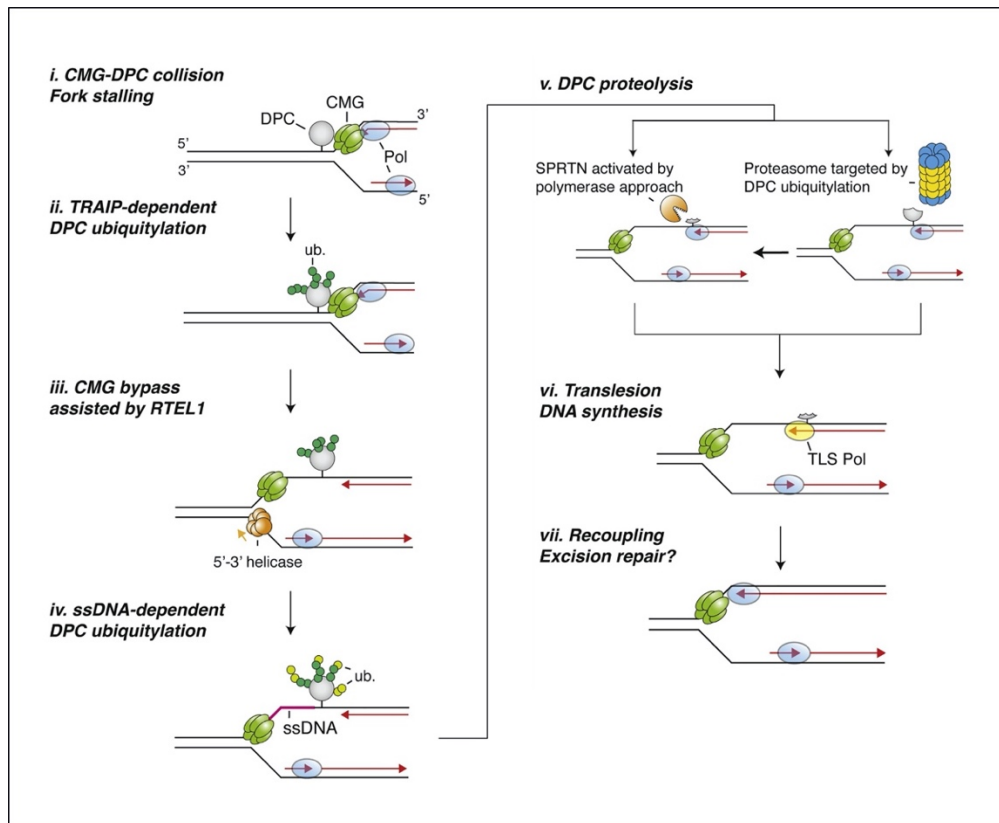 i. CMG-DPC collision
Fork stalling
DPC
CMG
3’
5’
3’
Pol
5’
ii. TRAIP-dependent
DPC ubiquitylation
ub.
iii. CMG bypass
assisted by RTEL1
5’-3’ helicase
iv. ssDNA-dependent
DPC ubiquitylation
ub.
ssDNA
v. DPC proteolysis
SPRTN activated by
polymerase approach
Proteasome targeted by
DPC ubiquitylation
vi. Translesion
DNA synthesis
TLS Pol
vii. Recoupling
Excision repair?